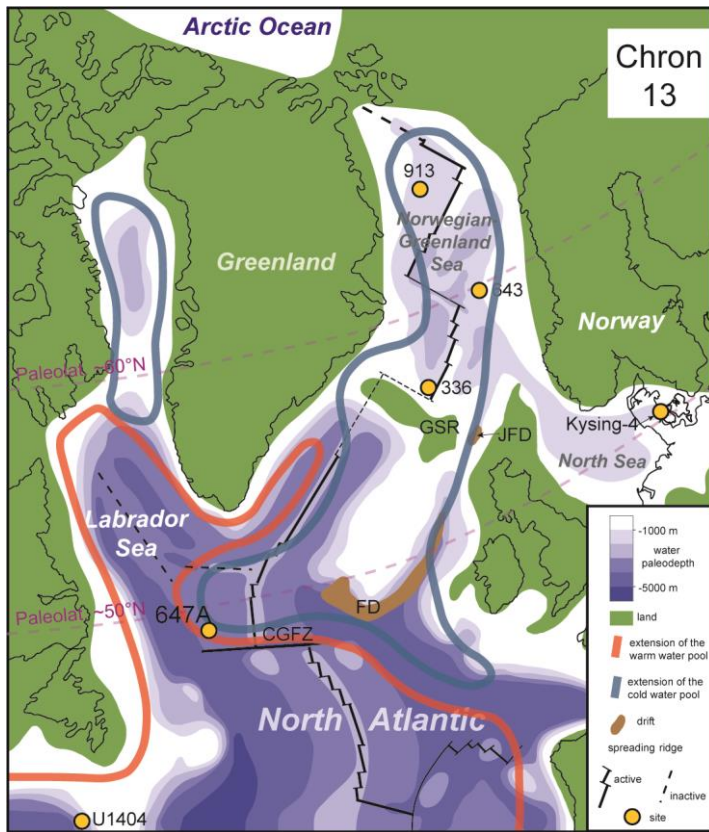 Arctic Ocean
Chron
13
913
Norwegian-
Greenland
Sea
Greenland
643
Norway
Paleolat. ~60°N
336
Kysing-4
GSR
JFD
North Sea
Labrador
Sea
Paleolat. ~50°N
647A
FD
CGFZ
North Atlantic
U1404
-1000 m
water
paleodepth
-5000 m
land
extension of the
warm water pool
extension of the
cold water pool
drift
spreading ridge
active
inactive
site